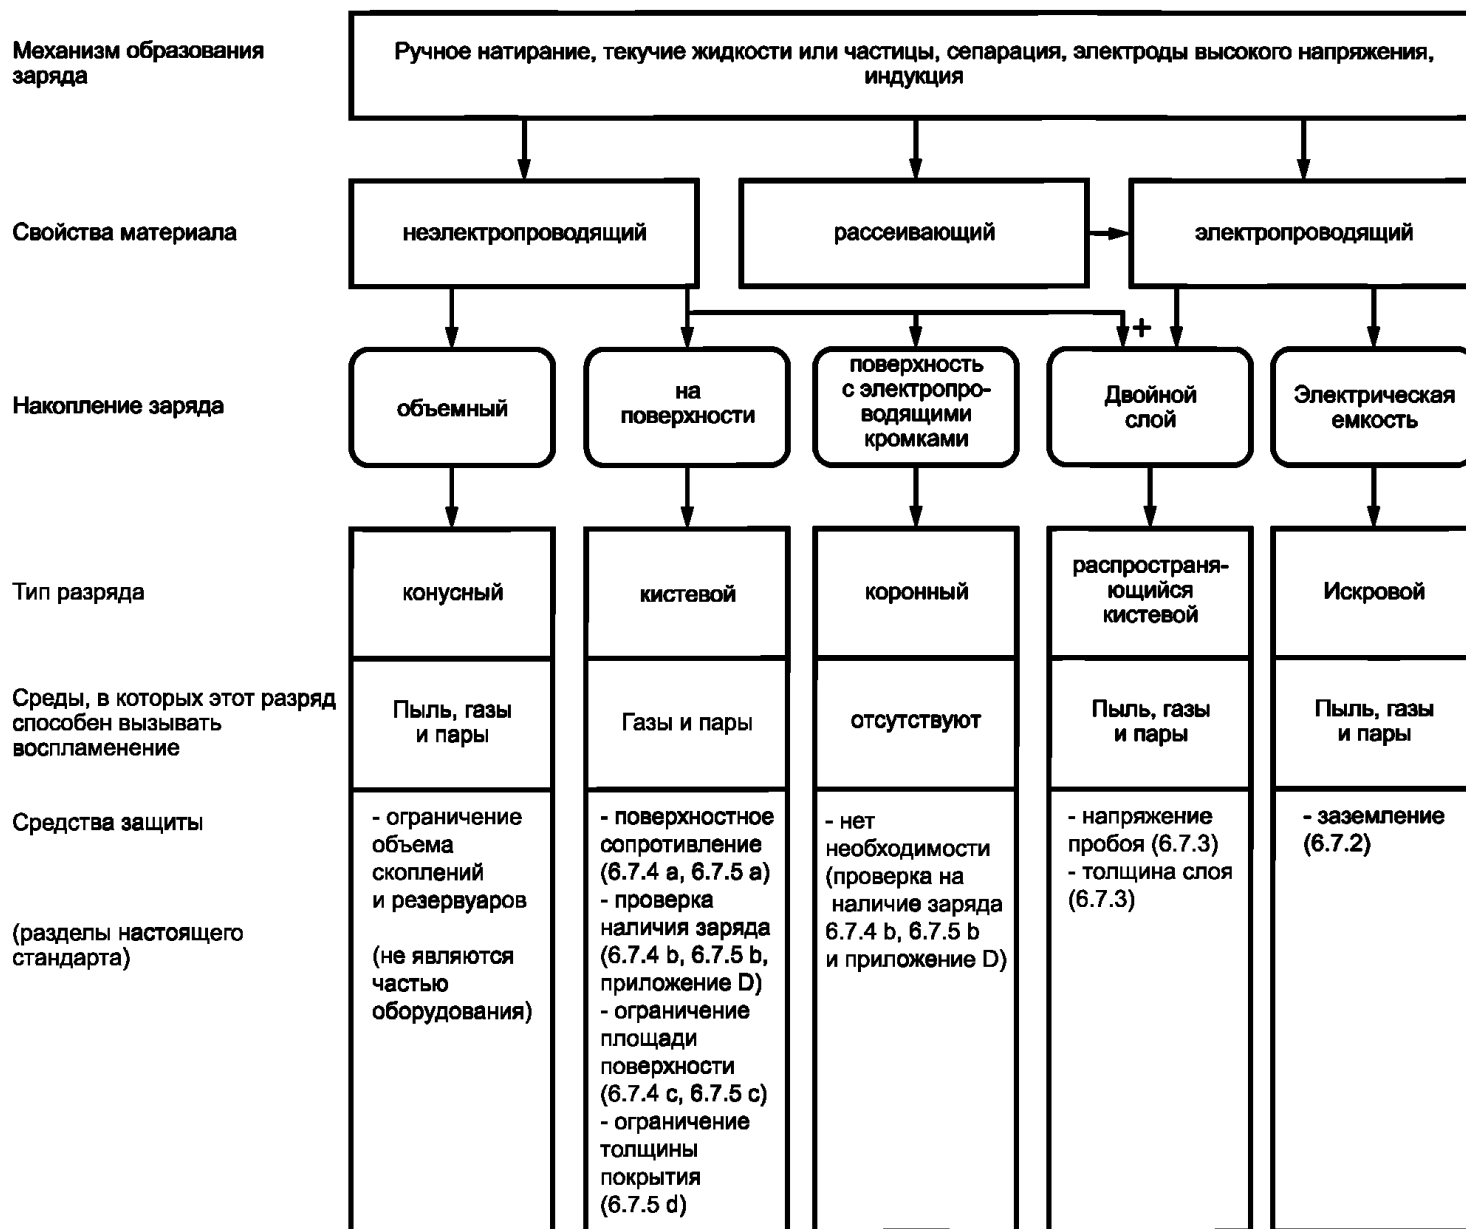 Механизм образования
заряда
Ручное натирание, текучие жидкости или частицы, сепарация, электроды высокого напряжения,
индукция
Свойства материала
неэлектропроводящий
рассеивающий
электропроводящий
+
Накопление заряда
объемный
на
поверхности
поверхность
с электропро-
водящими
кромками
Двойной
слой
Электрическая
емкость
Тип разряда
конусный
кистевой
коронный
распространя-
ющийся
кистевой
Искровой
Среды, в которых этот разряд
способен вызывать
воспламенение
Пыль, газы
и пары
Газы и пары
отсутствуют
Пыль, газы
и пары
Пыль, газы
и пары
Средства защиты
(разделы настоящего
стандарта)
- ограничение
объема
скоплений
и резервуаров
(не являются
частью
оборудования)
- поверхностное
сопротивление
(6.7.4 a, 6.7.5 a)
- проверка
наличия заряда
(6.7.4 b, 6.7.5 b,
приложение D)
- ограничение
площади
поверхности
(6.7.4 c, 6.7.5 c)
- ограничение
толщины
покрытия
(6.7.5 d)
- нет
необходимости
(проверка на
наличие заряда
6.7.4 b, 6.7.5 b
и приложение D)
- напряжение
пробоя (6.7.3)
- толщина слоя
(6.7.3)
- заземление
(6.7.2)